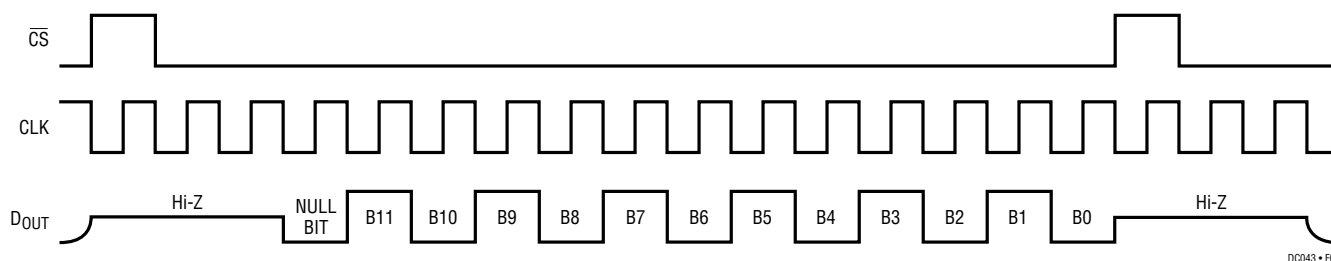 CS
CLK
DOUT
Hi-Z
NULL
BIT
B11
B10
B9
B8
B7
B6
B5
B4
B3
B2
B1
B0
Hi-Z
DC043 •